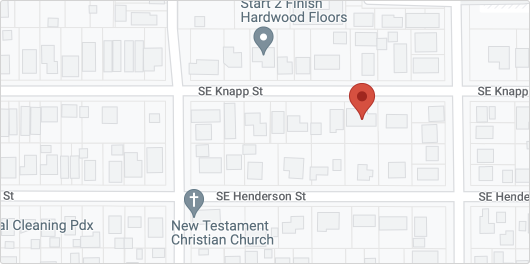 Start 2 Finish
Hardwood Floors
SE Knapp St
SE Knapp
St
SE Henderson St
SE Hende
al Cleaning Pdx
New Testament
Christian Church